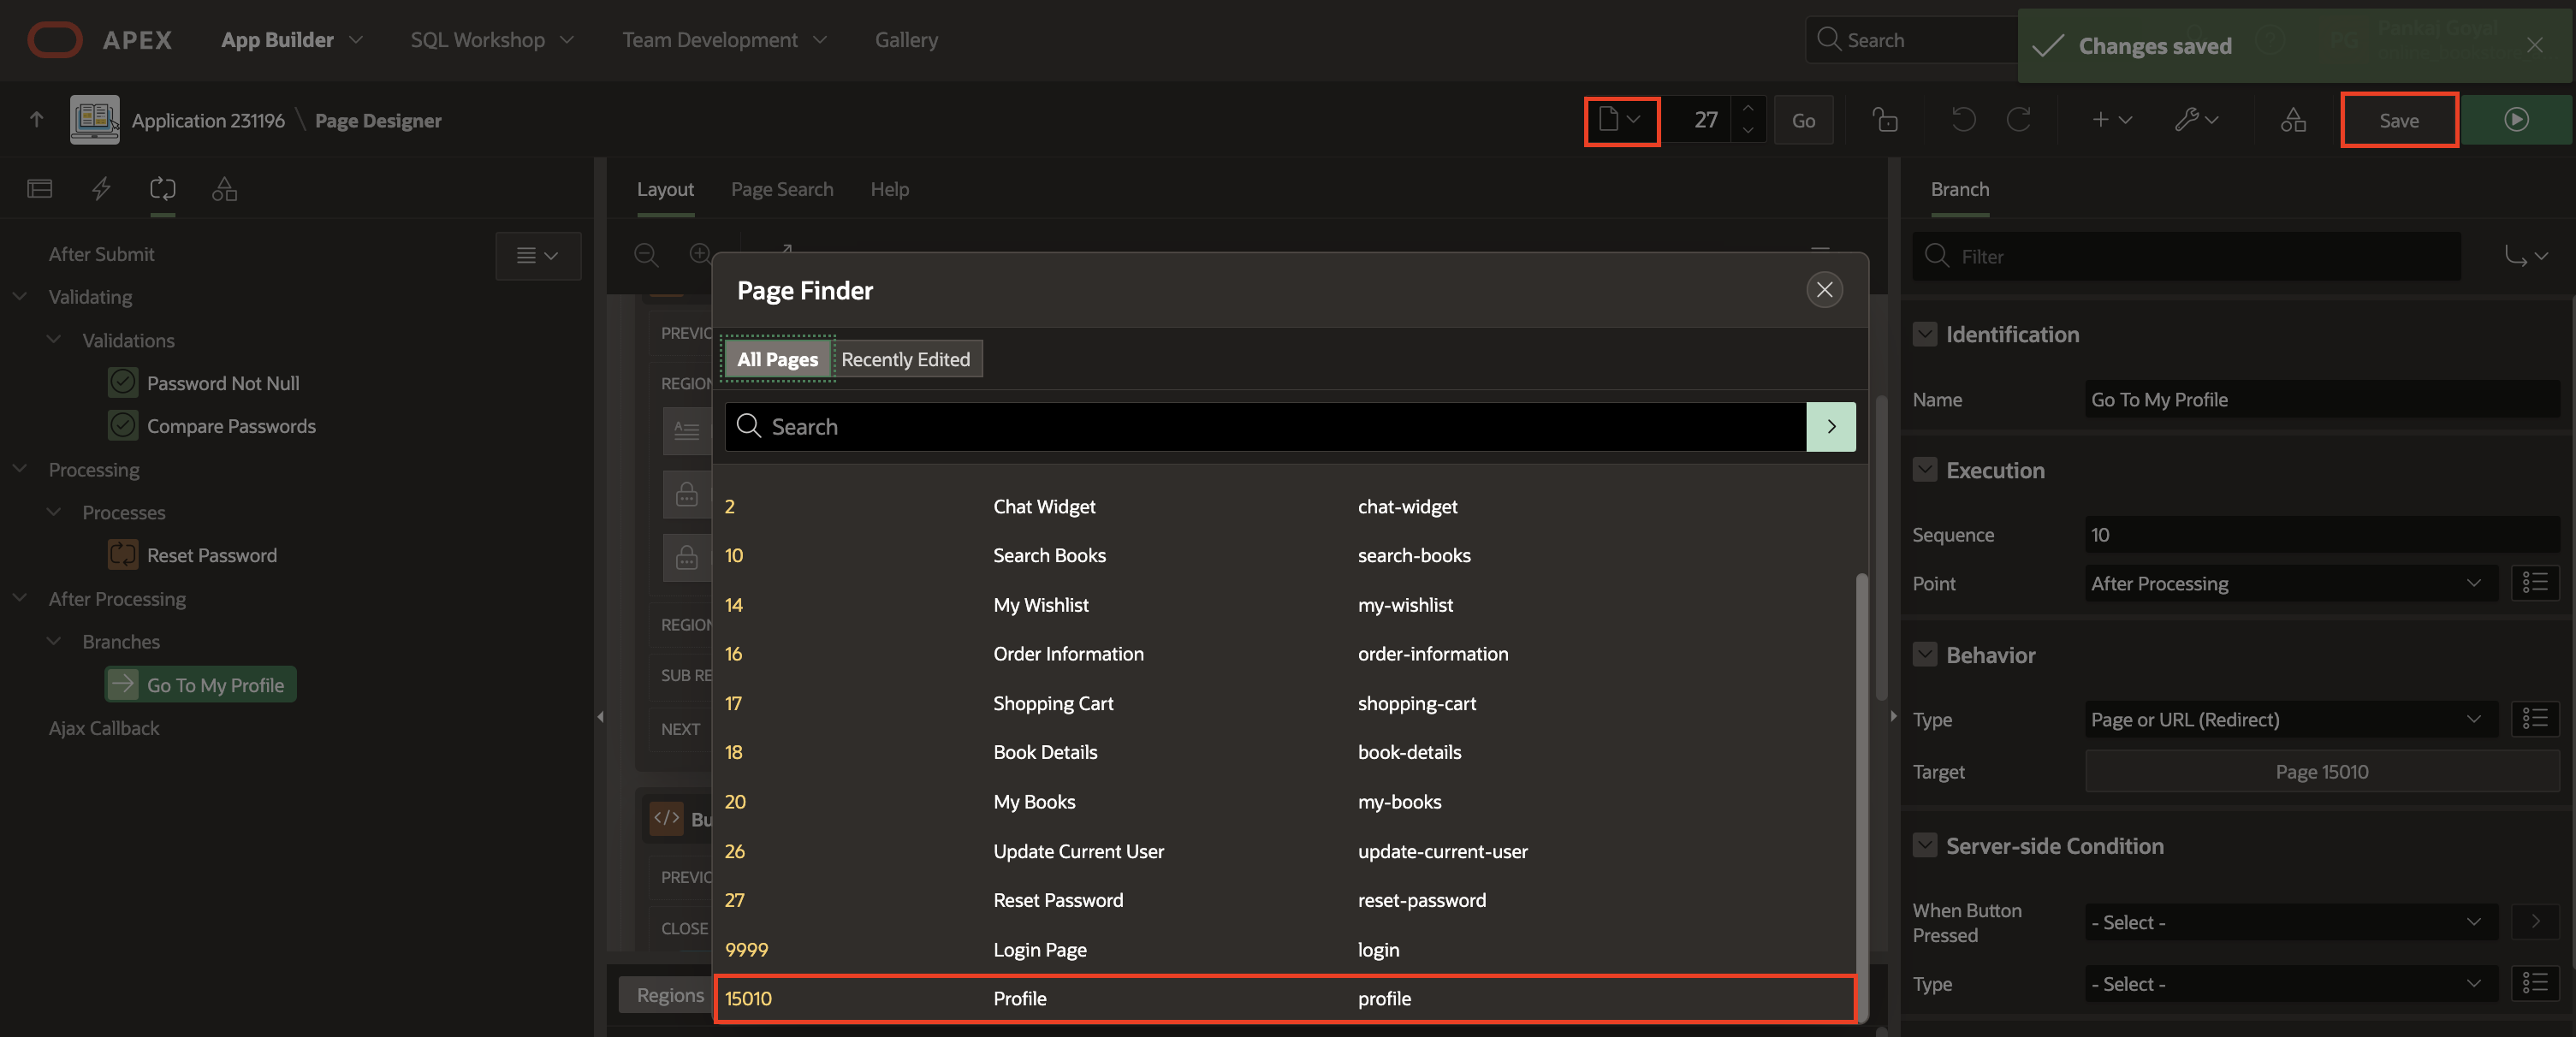 APEX
App Builder
SQL Workshop
Team Development
Gallery
Search
Changes saved
PG
Pankaj Goyal
Application 231196 \ Page Designer
27
Go
Save
Layout
Page Search
Help
Branch
After Submit
Validating
Validations
Password Not Null
Compare Passwords
Processing
Processes
Reset Password
After Processing
Branches
Go To My Profile
Ajax Callback
PREVIO
REGION
REGION
SUB RE
NEXT
Bu
PREVIO
CLOSE
Regions
Page Finder
All Pages
Recently Edited
Search
2 Chat Widget chat-widget
10 Search Books search-books
14 My Wishlist my-wishlist
16 Order Information order-information
17 Shopping Cart shopping-cart
18 Book Details book-details
20 My Books my-books
26 Update Current User update-current-user
27 Reset Password reset-password
9999 Login Page login
15010 Profile profile
Filter
Identification
Name Go To My Profile
Execution
Sequence 10
Point After Processing
Behavior
Type Page or URL (Redirect)
Target Page 15010
Server-side Condition
When Button
Pressed
- Select -
Type - Select -